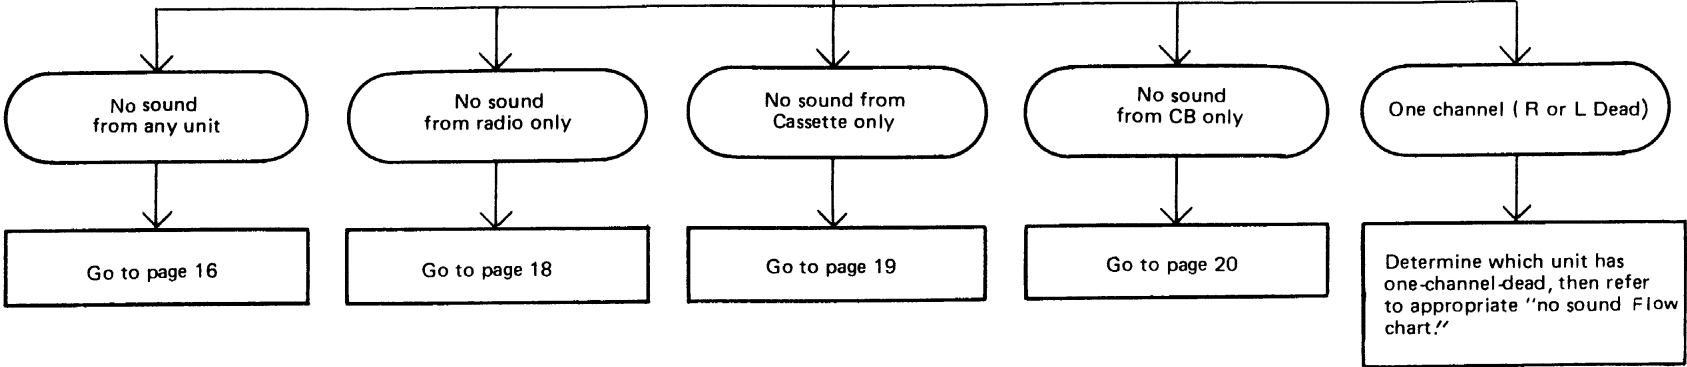 No sound
from any unit
No sound
from radio only
No sound from
Cassette only
No sound
from CB only
One channel ( R or L Dead)
Go to page 16
Go to page 18
Go to page 19
Go to page 20
Determine which unit has
one-channel-dead, then refer
to appropriate "no sound Flow
chart."